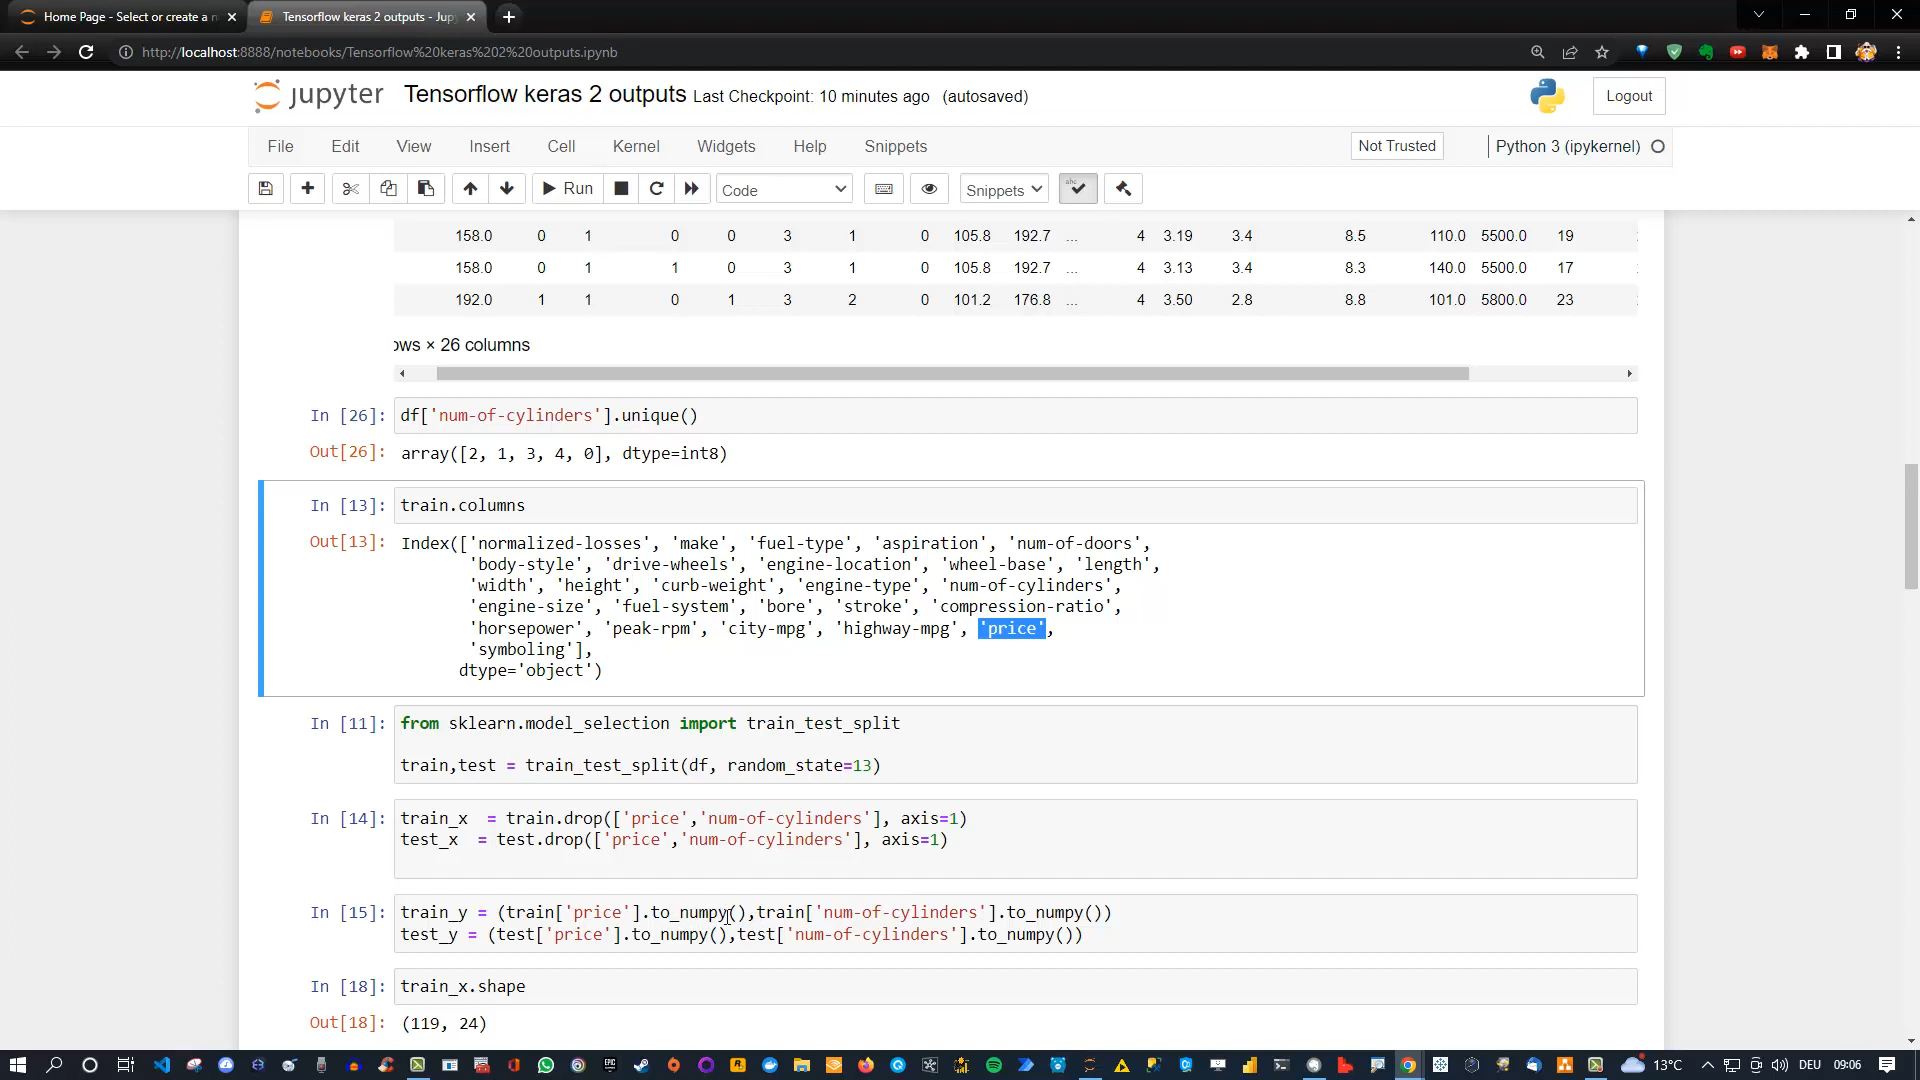 Home Page - Select or create a n
Tensorflow keras 2 outputs - Jup
http://localhost:8888/notebooks/Tensorflow%20keras%202%20outputs.ipynb
jupyter Tensorflow keras 2 outputs Last Checkpoint: 10 minutes ago (autosaved)
Logout
File Edit View Insert Cell Kernel Widgets Help Snippets
Not Trusted
Python 3 (ipykernel)
Run Code Snippets
158.0 0 1 0 0 3 1 0 105.8 192.7 ... 4 3.19 3.4 8.5 110.0 5500.0 19
158.0 0 1 1 0 3 1 0 105.8 192.7 ... 4 3.13 3.4 8.3 140.0 5500.0 17
192.0 1 1 0 1 3 2 0 101.2 176.8 ... 4 3.50 2.8 8.8 101.0 5800.0 23
ows × 26 columns
In [26]: df['num-of-cylinders'].unique()
Out[26]: array([2, 1, 3, 4, 0], dtype=int8)
In [13]: train.columns
Out[13]: Index(['normalized-losses', 'make', 'fuel-type', 'aspiration', 'num-of-doors',
'body-style', 'drive-wheels', 'engine-location', 'wheel-base', 'length',
'width', 'height', 'curb-weight', 'engine-type', 'num-of-cylinders',
'engine-size', 'fuel-system', 'bore', 'stroke', 'compression-ratio',
'horsepower', 'peak-rpm', 'city-mpg', 'highway-mpg', 'price',
'symboling'],
dtype='object')
In [11]: from sklearn.model_selection import train_test_split
train,test = train_test_split(df, random_state=13)
In [14]: train_x = train.drop(['price','num-of-cylinders'], axis=1)
test_x = test.drop(['price','num-of-cylinders'], axis=1)
In [15]: train_y = (train['price'].to_numpy(),train['num-of-cylinders'].to_numpy())
test_y = (test['price'].to_numpy(),test['num-of-cylinders'].to_numpy())
In [18]: train_x.shape
Out[18]: (119, 24)
13°C DEU 09:06